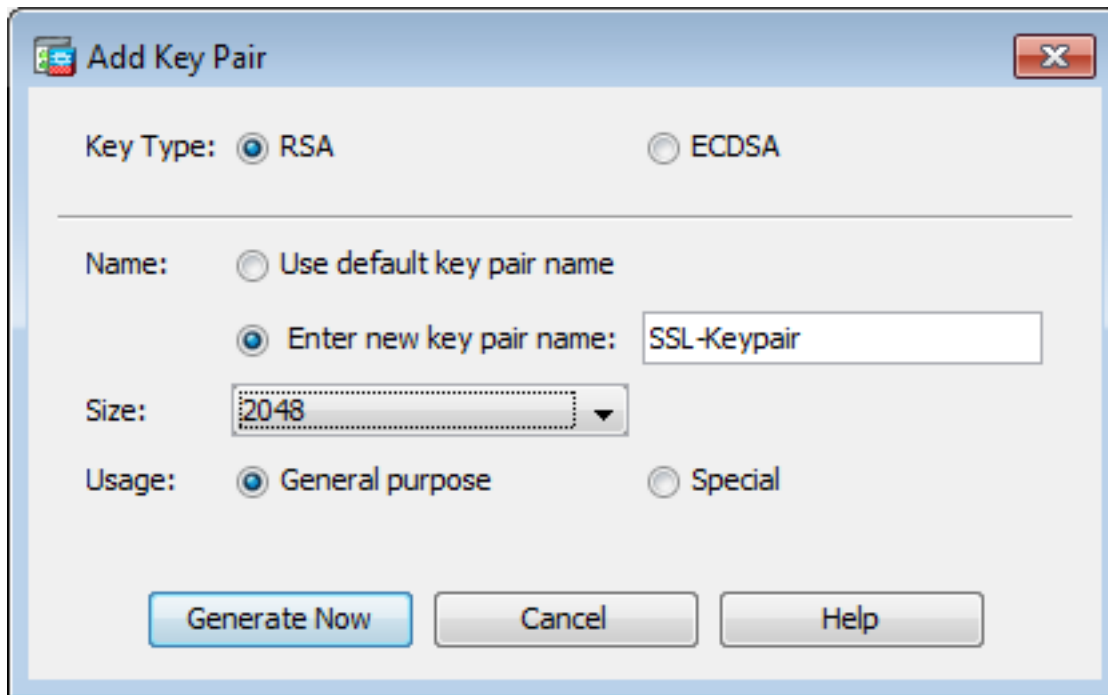 Add Key Pair
Key Type: RSA ECDSA
Name: Use default key pair name
Enter new key pair name: SSL-Keypair
Size: 2048
Usage: General purpose Special
Generate Now Cancel Help